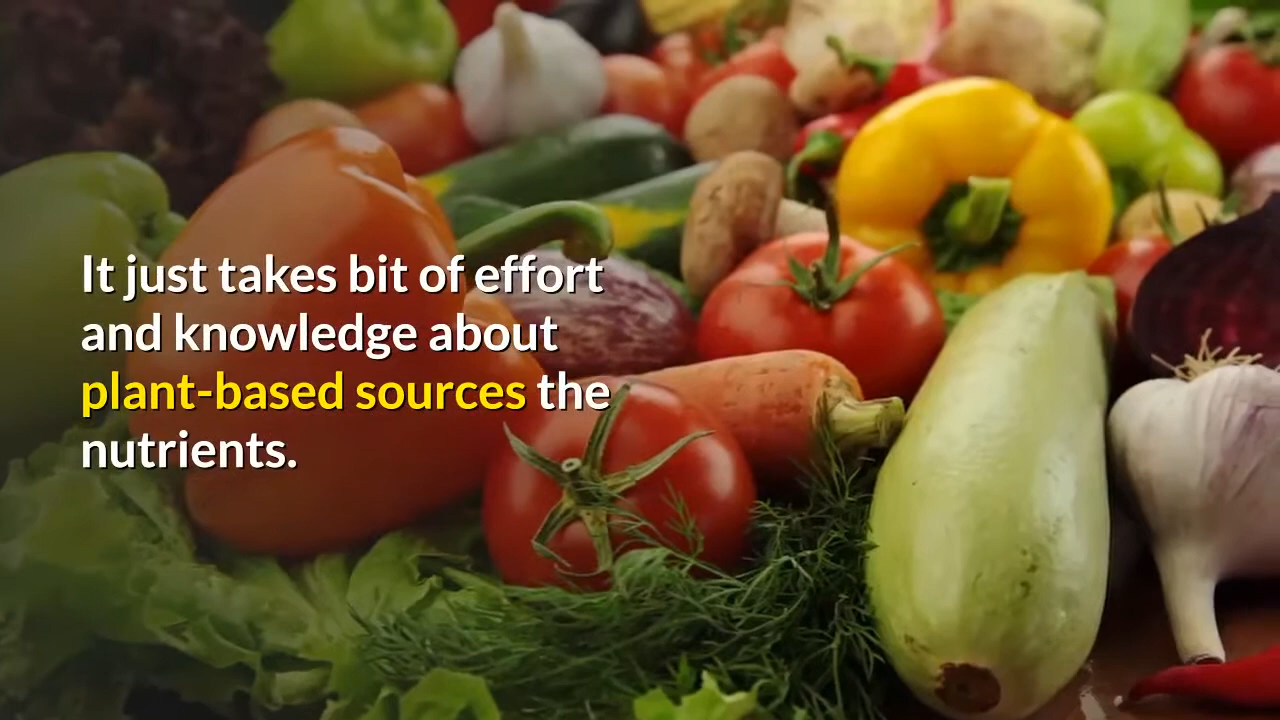 It just takes bit of effort
and knowledge about
plant-based sources the
nutrients.